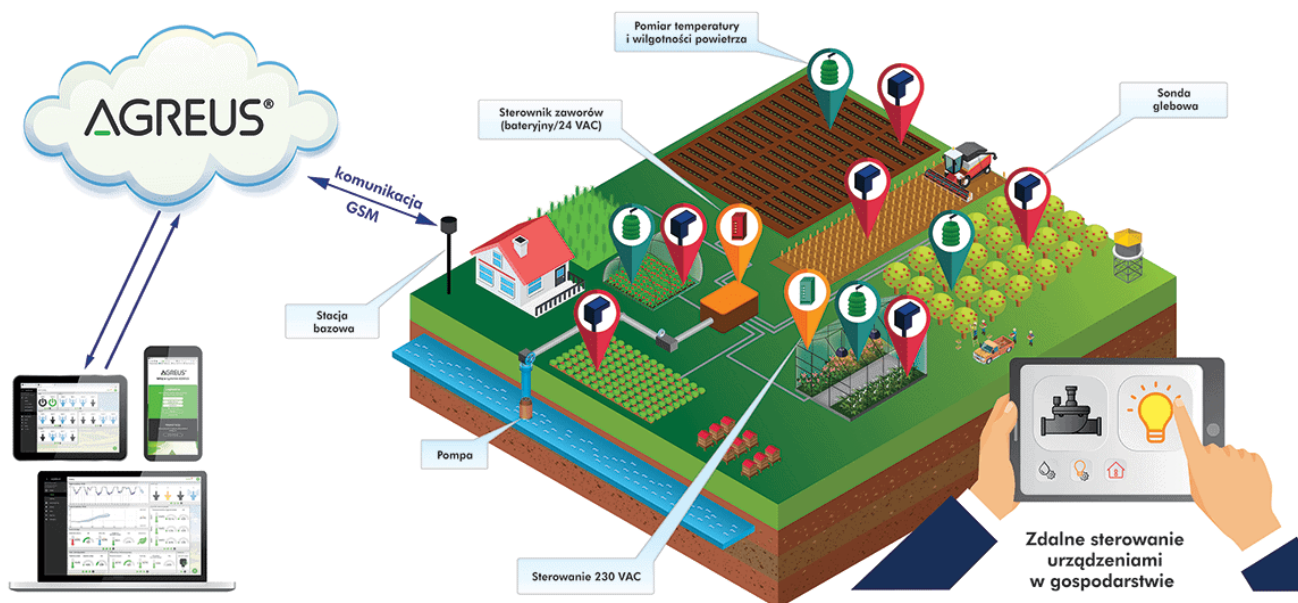 AGREUS®
komunikacja
GSM
Stacja
bazowa
Pomiar temperatury
i wilgotności powietrza
Sterownik zaworów
(bateryjny/24 VAC)
Sonda
glebowa
Pompa
Sterowanie 230 VAC
AGREUS
Zdalne sterowanie
urządzeniami
w gospodarstwie